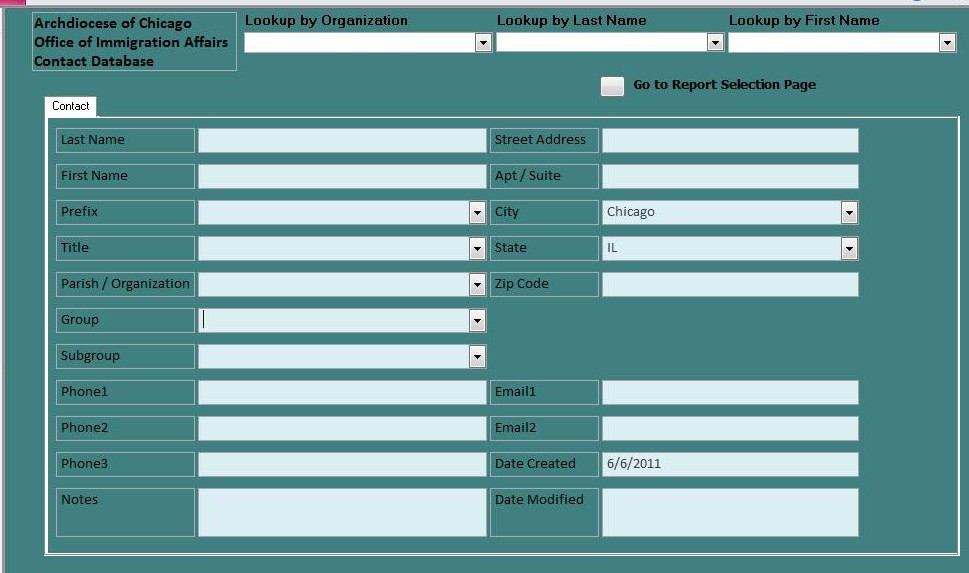 Archdiocese of Chicago
Office of Immigration Affairs
Contact Database
Lookup by Organization
Lookup by Last Name
Lookup by First Name
Go to Report Selection Page
Contact
Last Name
Street Address
First Name
Apt / Suite
Prefix
City
Chicago
Title
State
IL
Parish / Organization
Zip Code
Group
Subgroup
Phone1
Email1
Phone2
Email2
Phone3
Date Created
6/6/2011
Notes
Date Modified